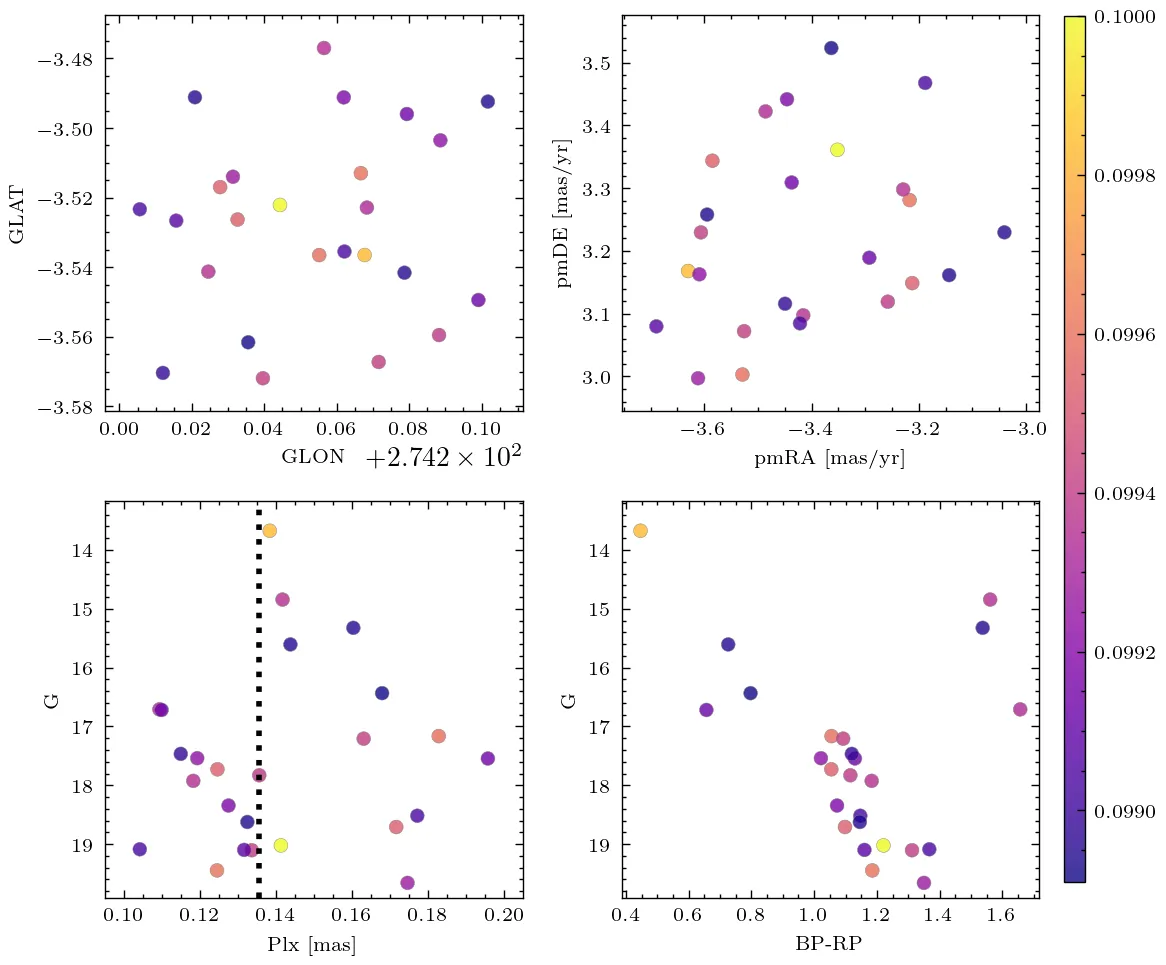 GLAT
−3.48
−3.50
−3.52
−3.54
−3.56
−3.58
0.00 0.02 0.04 0.06 0.08 0.10
GLON +2.742 × 10²
pmDE [mas/yr]
3.5
3.4
3.3
3.2
3.1
3.0
−3.6 −3.4 −3.2 −3.0
pmRA [mas/yr]
0.1000
0.0998
0.0996
0.0994
0.0992
0.0990
G
14
15
16
17
18
19
0.10 0.12 0.14 0.16 0.18 0.20
Plx [mas]
G
14
15
16
17
18
19
0.4 0.6 0.8 1.0 1.2 1.4 1.6
BP-RP